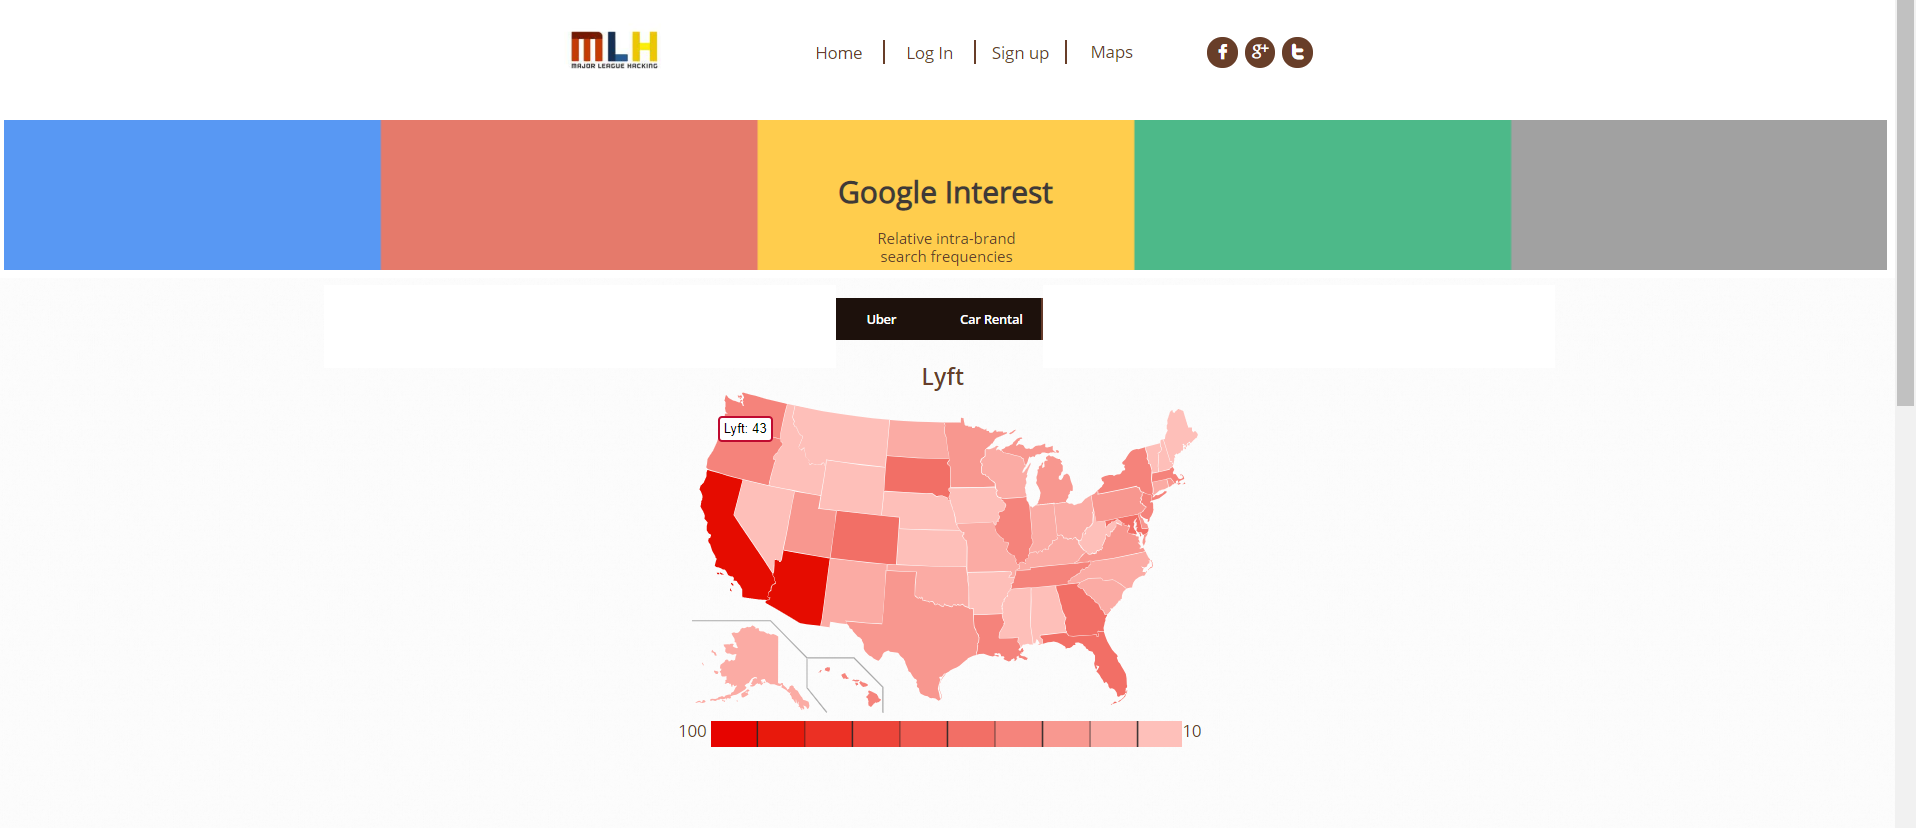 MLH
MAJOR LEAGUE HACKING
Home
Log In
Sign up
Maps
f
g+
t
Google Interest
Relative intra-brand
search frequencies
Uber
Car Rental
Lyft
Lyft: 43
100
10